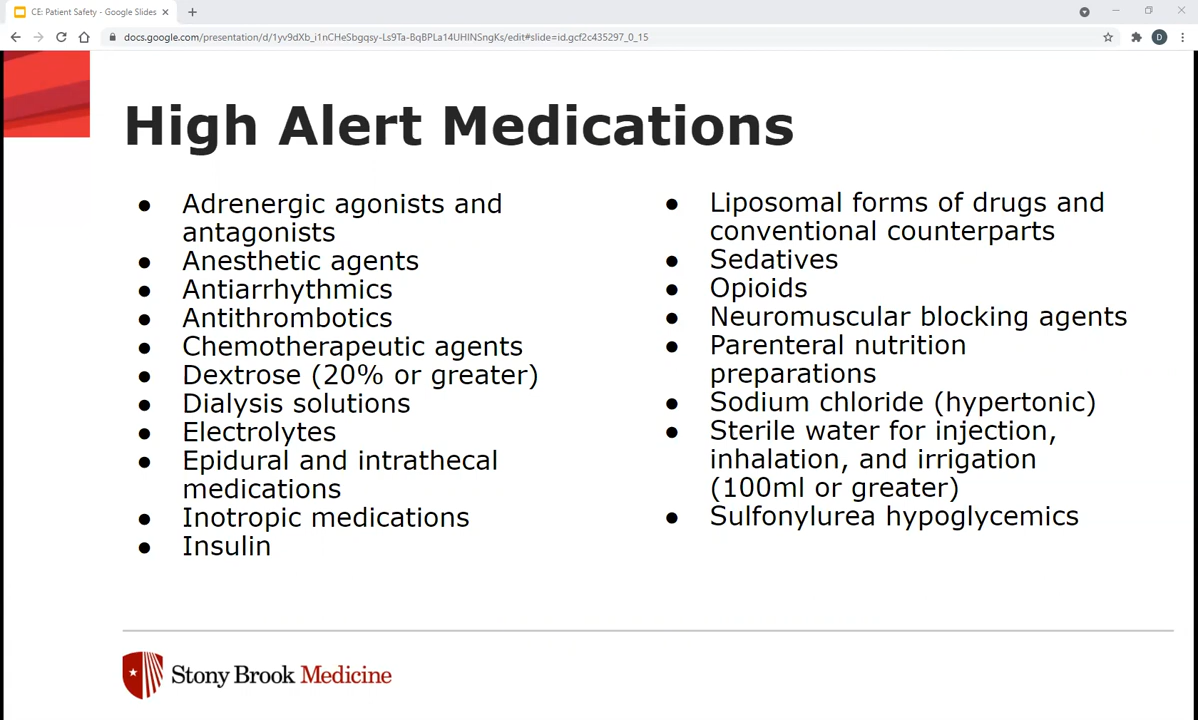 CE: Patient Safety - Google Slides
docs.google.com/presentation/d/1yv9dXb_i1nCHeSbgqsy-Ls9Ta-BqBPLa14UHINSngKs/edit#slide=id.gcf2c435297_0_15
D
High Alert Medications
● Adrenergic agonists and
antagonists
● Anesthetic agents
● Antiarrhythmics
● Antithrombotics
● Chemotherapeutic agents
● Dextrose (20% or greater)
● Dialysis solutions
● Electrolytes
● Epidural and intrathecal
medications
● Inotropic medications
● Insulin
● Liposomal forms of drugs and
conventional counterparts
● Sedatives
● Opioids
● Neuromuscular blocking agents
● Parenteral nutrition
preparations
● Sodium chloride (hypertonic)
● Sterile water for injection,
inhalation, and irrigation
(100ml or greater)
● Sulfonylurea hypoglycemics
Stony Brook Medicine